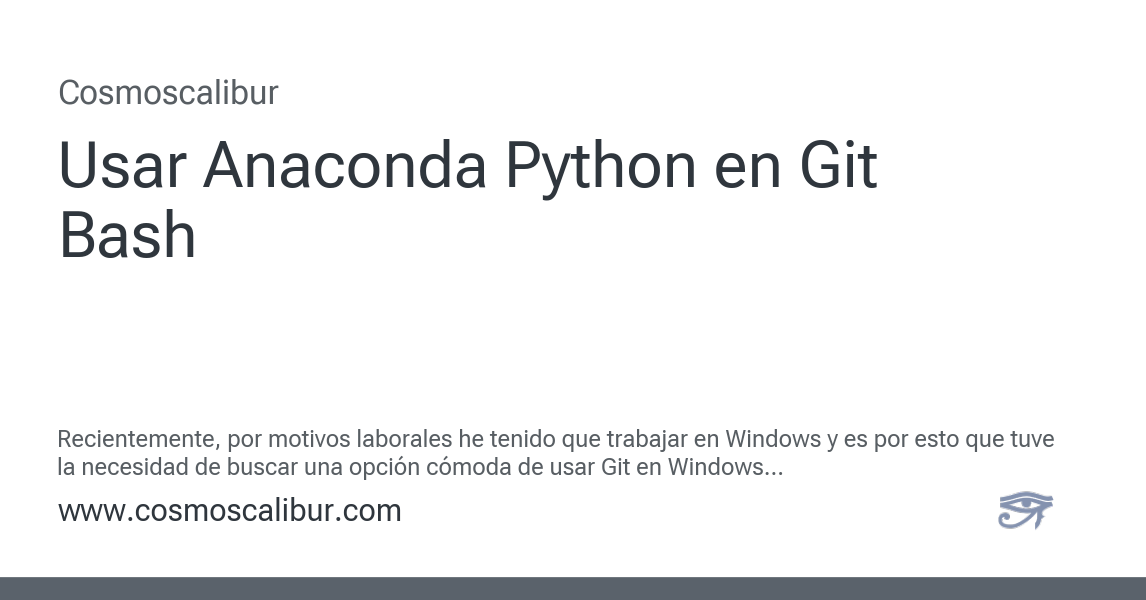 Cosmoscalibur
Usar Anaconda Python en Git
Bash
Recientemente, por motivos laborales he tenido que trabajar en Windows y es por esto que tuve
la necesidad de buscar una opción cómoda de usar Git en Windows...
www.cosmoscalibur.com